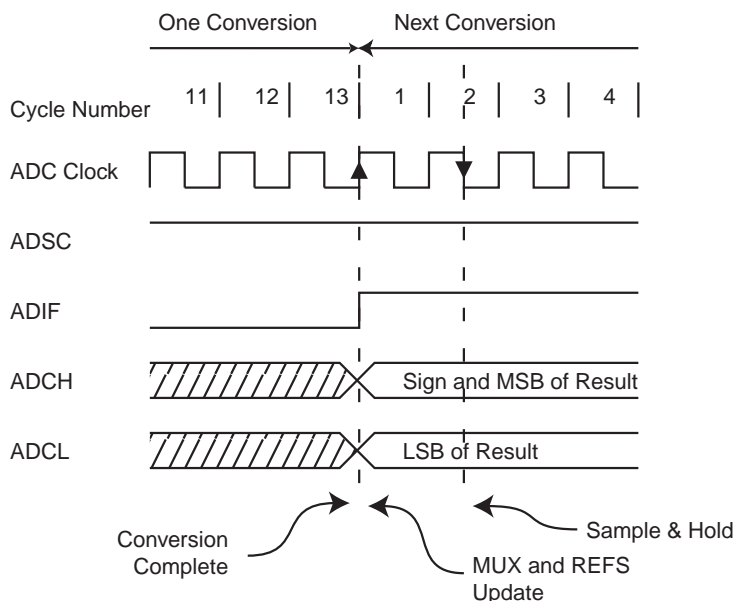 One Conversion Next Conversion
Cycle Number 11 12 13 1 2 3 4
ADC Clock
ADSC
ADIF
ADCH Sign and MSB of Result
ADCL LSB of Result
Sample & Hold
Conversion
Complete
MUX and REFS
Update